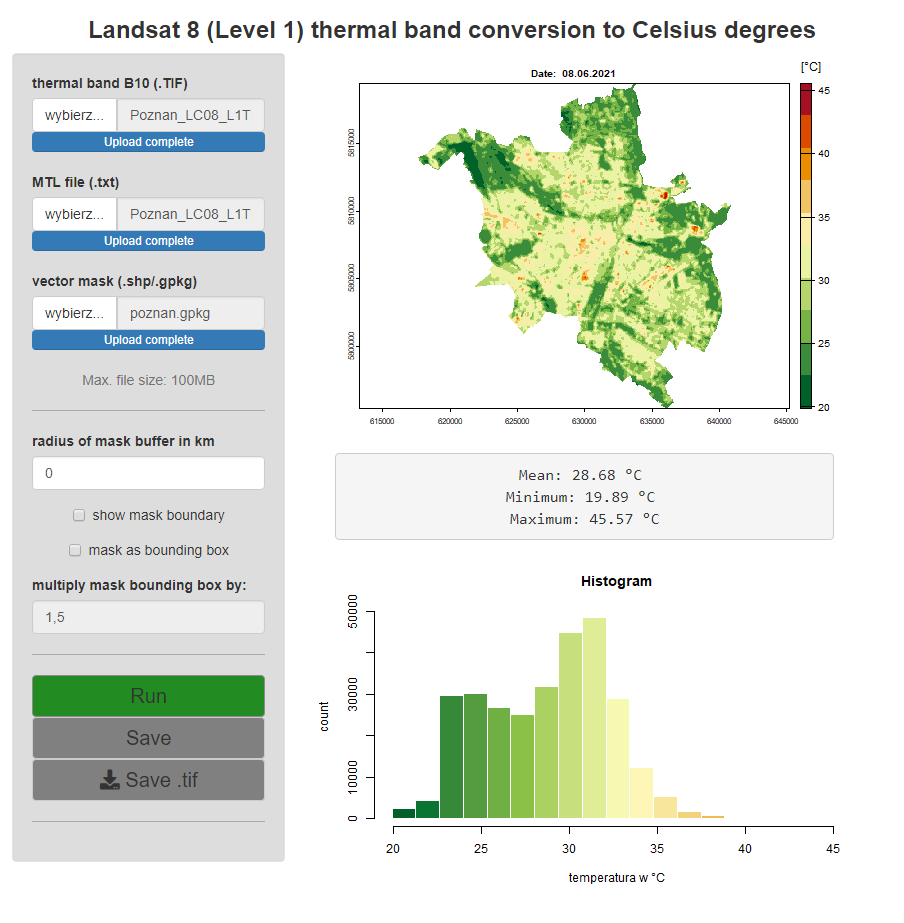 Landsat 8 (Level 1) thermal band conversion to Celsius degrees
thermal band B10 (.TIF)
wybierz... Poznan_LC08_L1T
Upload complete
MTL file (.txt)
wybierz... Poznan_LC08_L1T
Upload complete
vector mask (.shp/.gpkg)
wybierz... poznan.gpkg
Upload complete
Max. file size: 100MB
radius of mask buffer in km
0
show mask boundary
mask as bounding box
multiply mask bounding box by:
1,5
Run
Save
Save .tif
Date: 08.06.2021
[°C]
45
40
35
30
25
20
5815000
5810000
5805000
5800000
615000 620000 625000 630000 635000 640000 645000
Mean: 28.68 °C
Minimum: 19.89 °C
Maximum: 45.57 °C
Histogram
count
50000
30000
10000
0
20 25 30 35 40 45
temperatura w °C